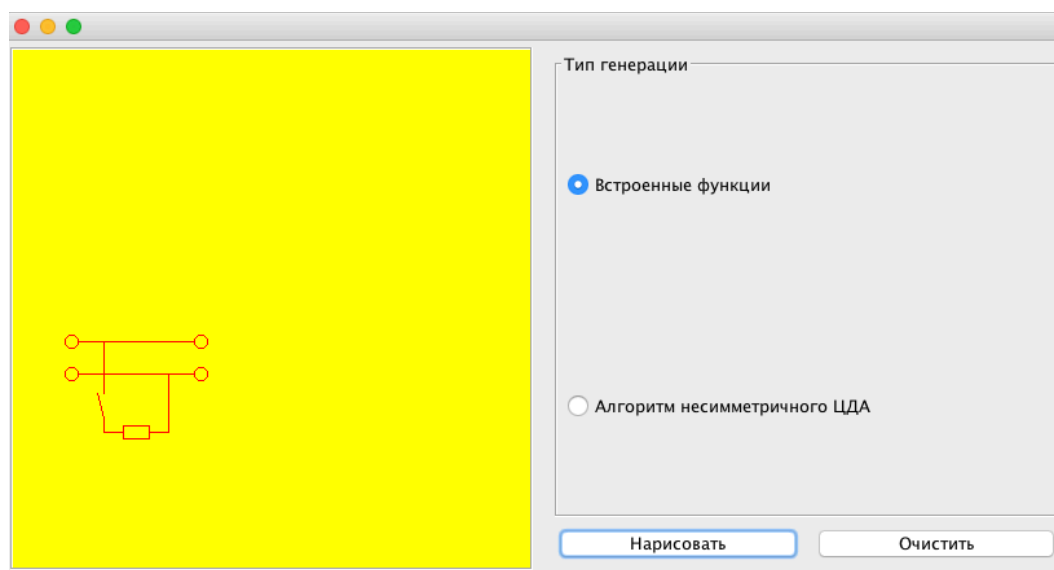 Тип генерации
Встроенные функции
Алгоритм несимметричного ЦДА
Нарисовать
Очистить